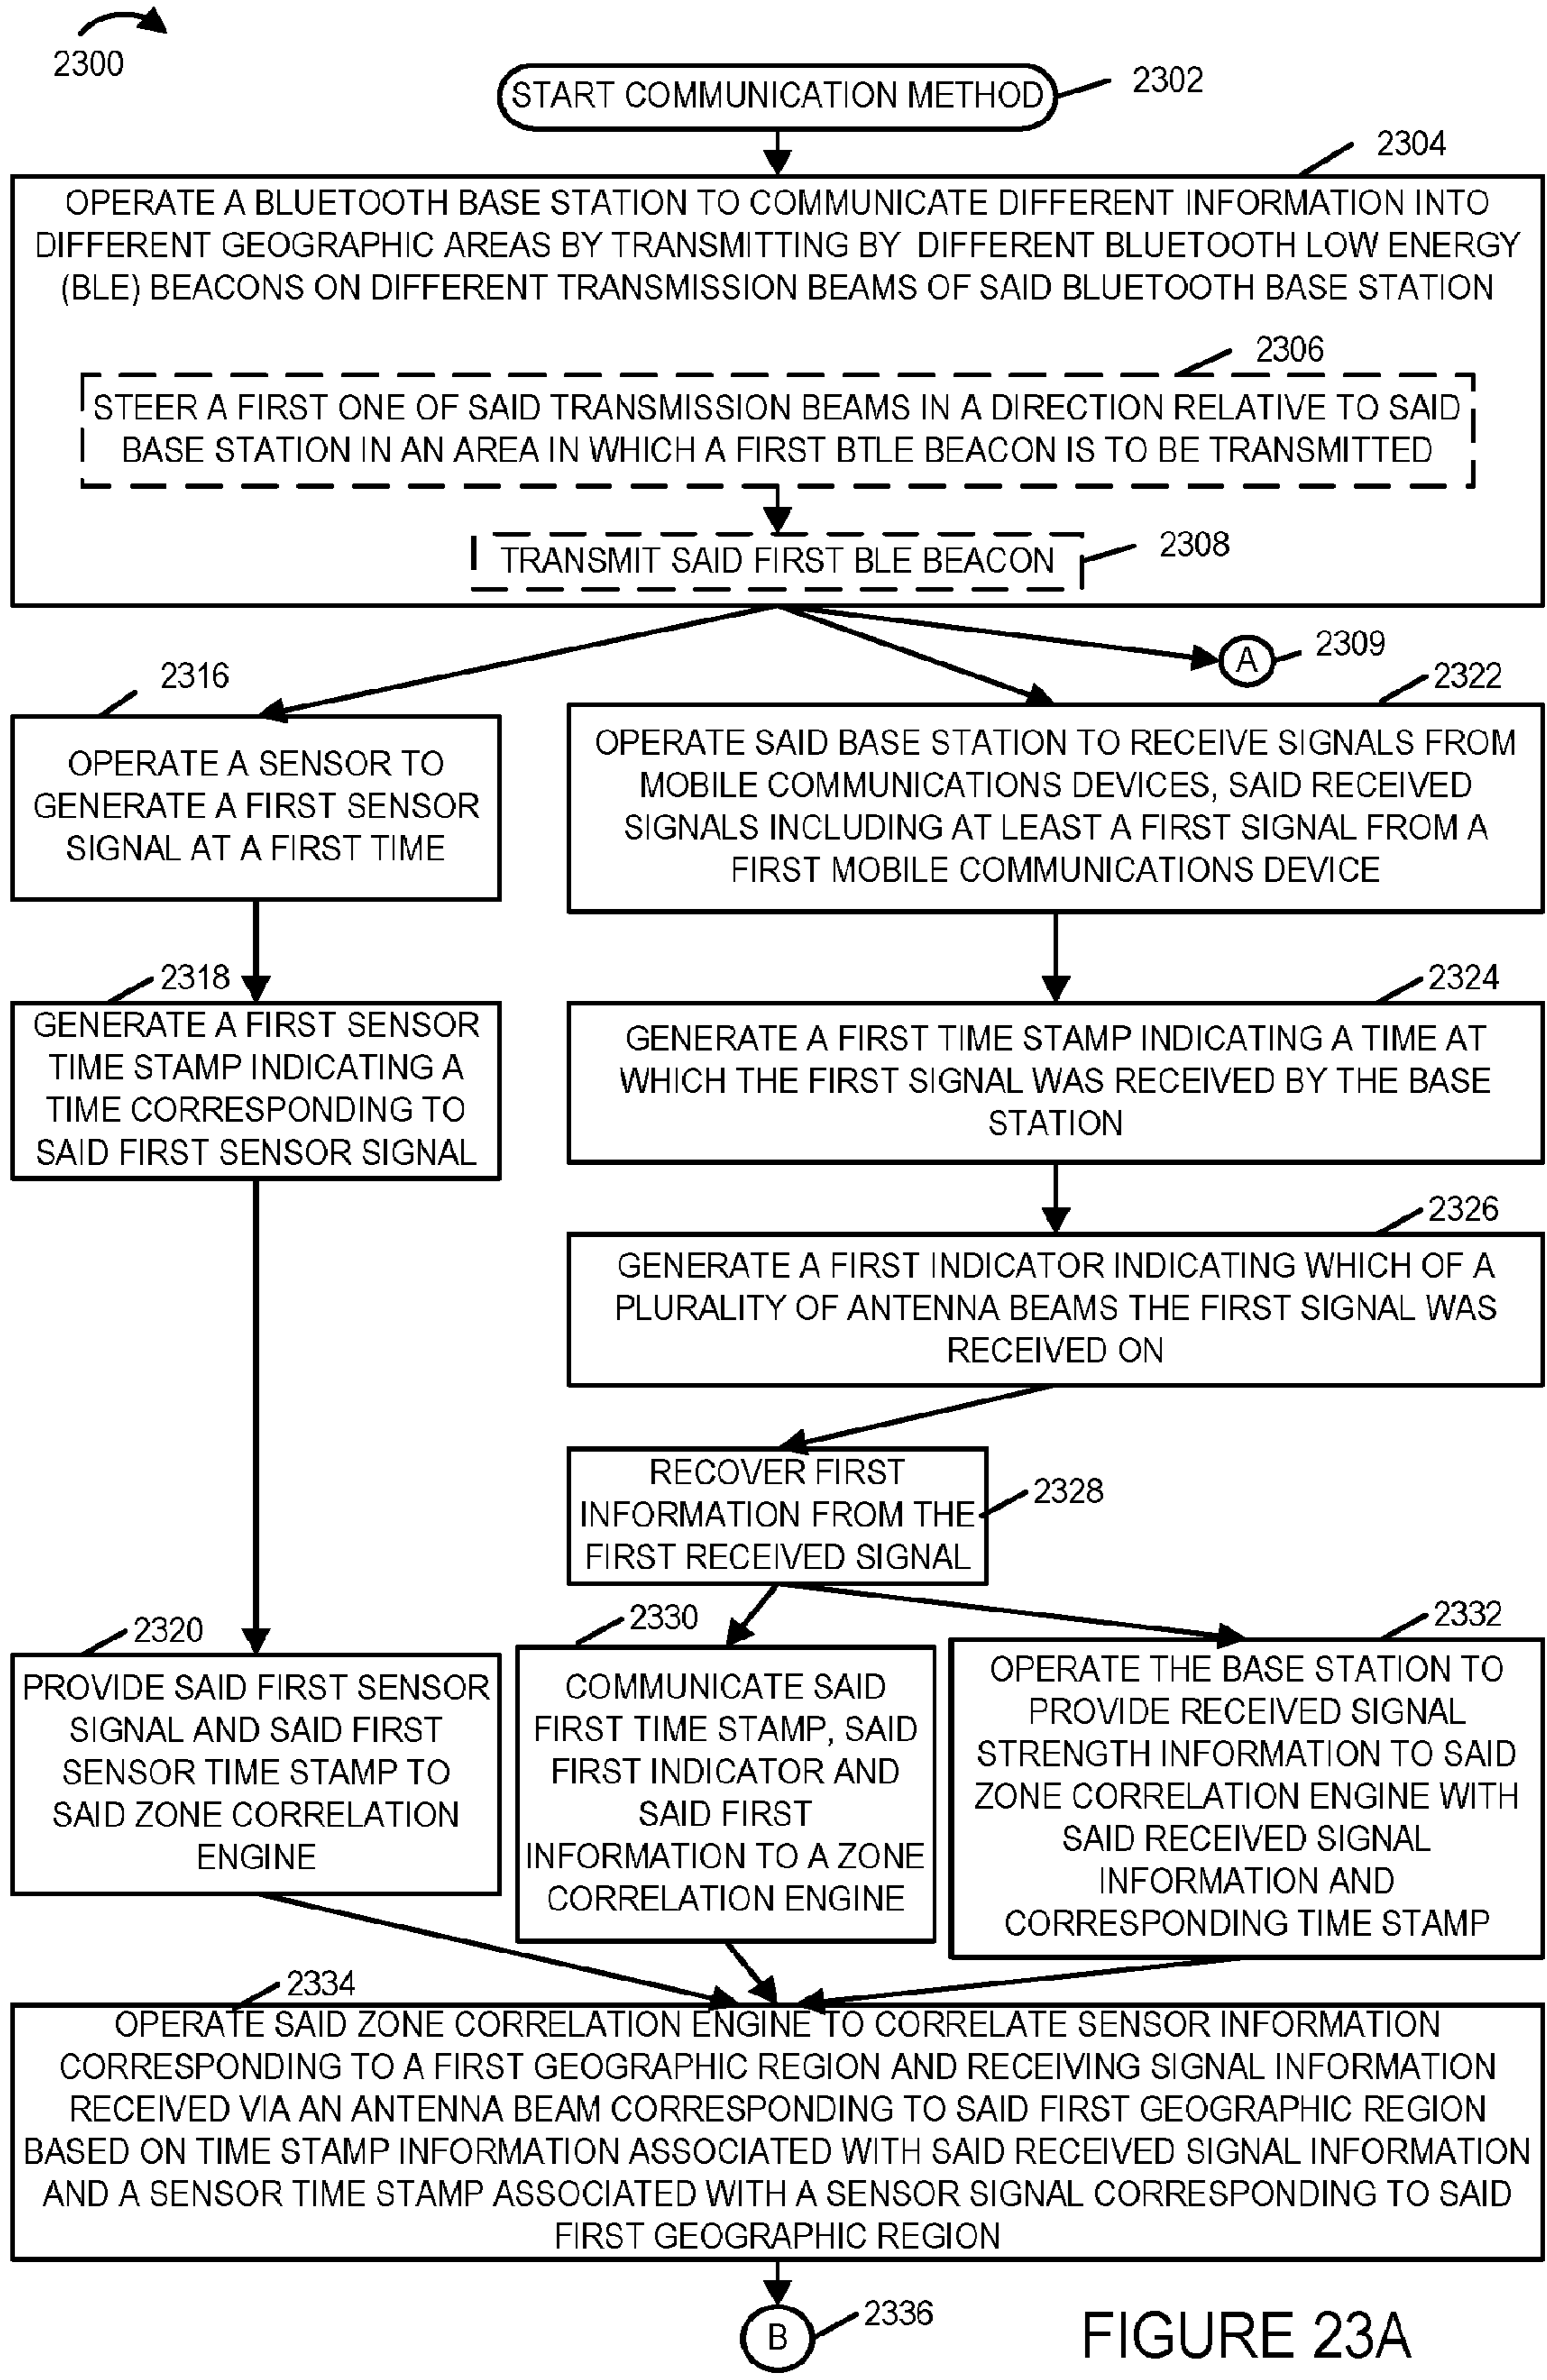 2300
START COMMUNICATION METHOD
2302
2304
OPERATE A BLUETOOTH BASE STATION TO COMMUNICATE DIFFERENT INFORMATION INTO
DIFFERENT GEOGRAPHIC AREAS BY TRANSMITTING BY DIFFERENT BLUETOOTH LOW ENERGY
(BLE) BEACONS ON DIFFERENT TRANSMISSION BEAMS OF SAID BLUETOOTH BASE STATION
2306
STEER A FIRST ONE OF SAID TRANSMISSION BEAMS IN A DIRECTION RELATIVE TO SAID
BASE STATION IN AN AREA IN WHICH A FIRST BTLE BEACON IS TO BE TRANSMITTED
TRANSMIT SAID FIRST BLE BEACON
2308
A
2309
2316
OPERATE A SENSOR TO
GENERATE A FIRST SENSOR
SIGNAL AT A FIRST TIME
2322
OPERATE SAID BASE STATION TO RECEIVE SIGNALS FROM
MOBILE COMMUNICATIONS DEVICES, SAID RECEIVED
SIGNALS INCLUDING AT LEAST A FIRST SIGNAL FROM A
FIRST MOBILE COMMUNICATIONS DEVICE
2318
GENERATE A FIRST SENSOR
TIME STAMP INDICATING A
TIME CORRESPONDING TO
SAID FIRST SENSOR SIGNAL
2324
GENERATE A FIRST TIME STAMP INDICATING A TIME AT
WHICH THE FIRST SIGNAL WAS RECEIVED BY THE BASE
STATION
2326
GENERATE A FIRST INDICATOR INDICATING WHICH OF A
PLURALITY OF ANTENNA BEAMS THE FIRST SIGNAL WAS
RECEIVED ON
RECOVER FIRST
INFORMATION FROM THE
FIRST RECEIVED SIGNAL
2328
2320
PROVIDE SAID FIRST SENSOR
SIGNAL AND SAID FIRST
SENSOR TIME STAMP TO
SAID ZONE CORRELATION
ENGINE
2330
COMMUNICATE SAID
FIRST TIME STAMP, SAID
FIRST INDICATOR AND
SAID FIRST
INFORMATION TO A ZONE
CORRELATION ENGINE
2332
OPERATE THE BASE STATION TO
PROVIDE RECEIVED SIGNAL
STRENGTH INFORMATION TO SAID
ZONE CORRELATION ENGINE WITH
SAID RECEIVED SIGNAL
INFORMATION AND
CORRESPONDING TIME STAMP
2334
OPERATE SAID ZONE CORRELATION ENGINE TO CORRELATE SENSOR INFORMATION
CORRESPONDING TO A FIRST GEOGRAPHIC REGION AND RECEIVING SIGNAL INFORMATION
RECEIVED VIA AN ANTENNA BEAM CORRESPONDING TO SAID FIRST GEOGRAPHIC REGION
BASED ON TIME STAMP INFORMATION ASSOCIATED WITH SAID RECEIVED SIGNAL INFORMATION
AND A SENSOR TIME STAMP ASSOCIATED WITH A SENSOR SIGNAL CORRESPONDING TO SAID
FIRST GEOGRAPHIC REGION
B
2336
FIGURE 23A